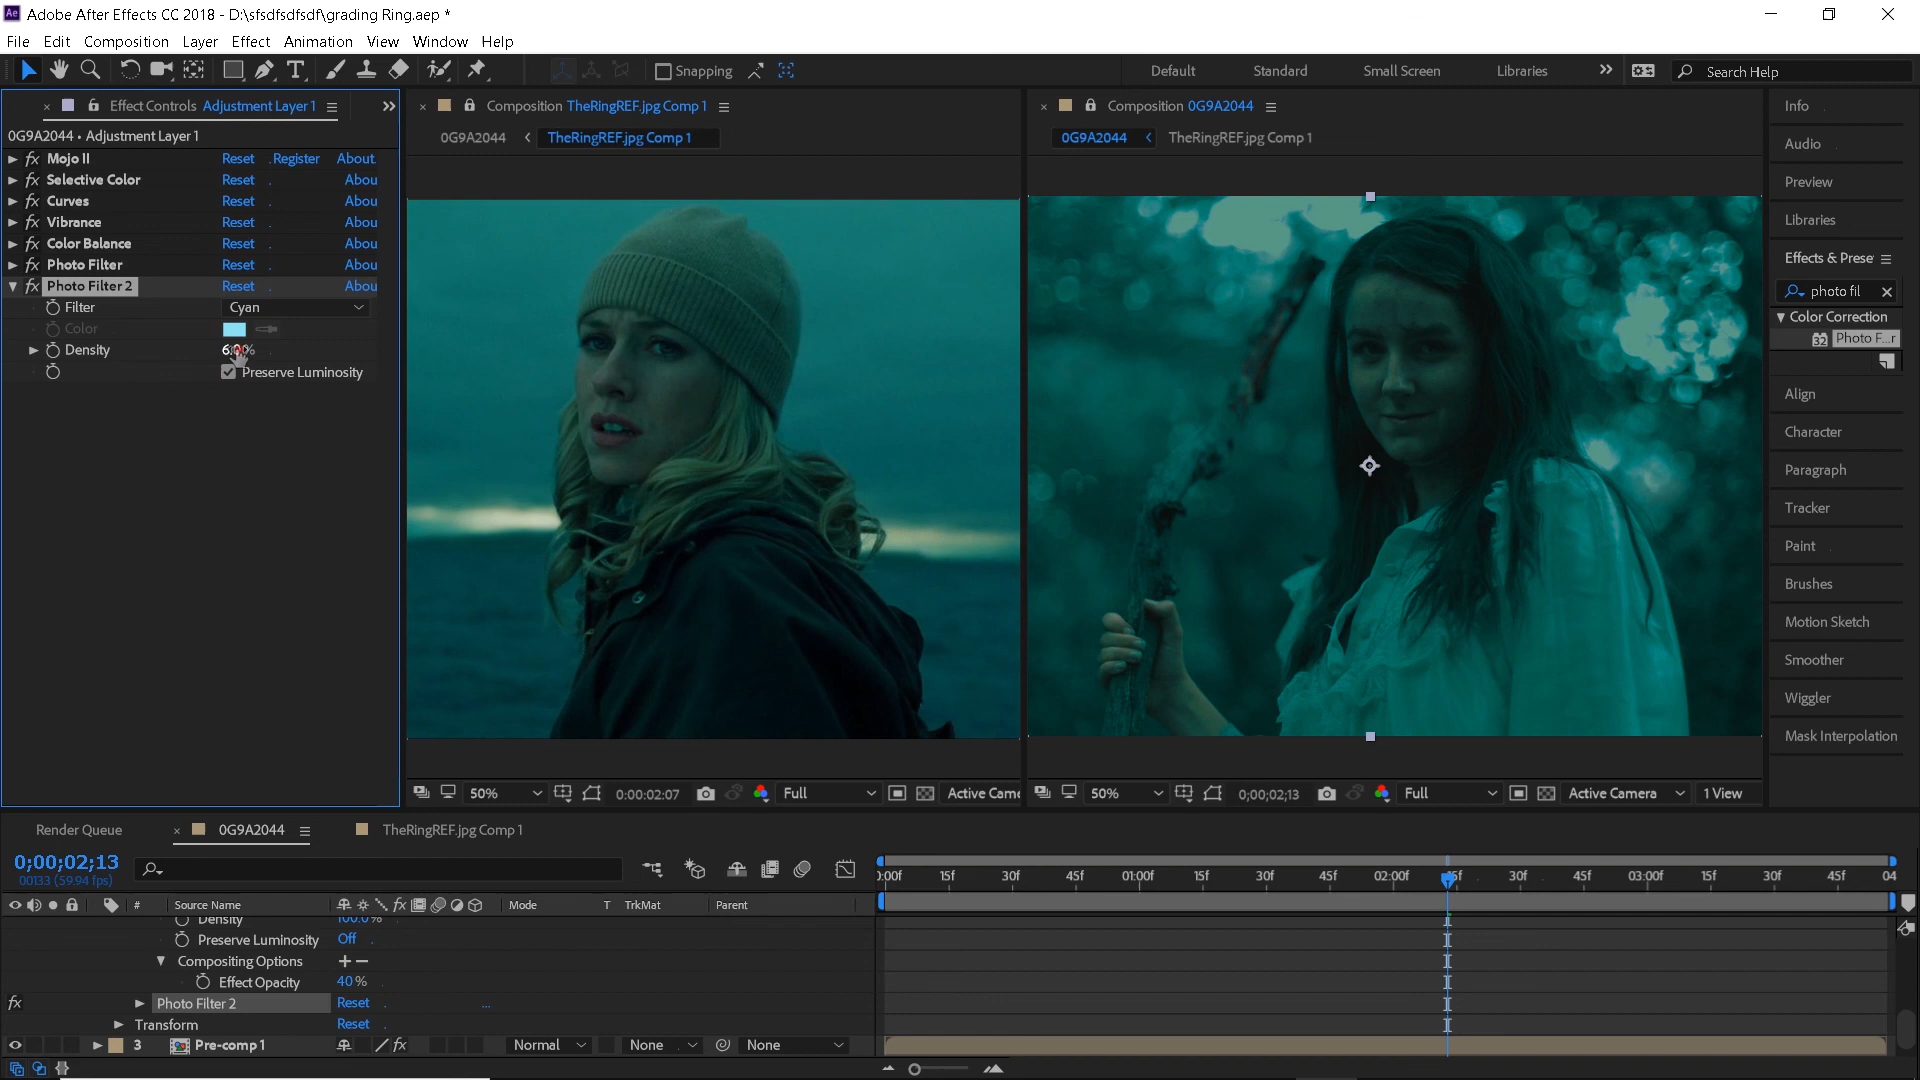 Adobe After Effects CC 2018 - D:\sfsdfsdfsdf\grading Ring.aep *
File Edit Composition Layer Effect Animation View Window Help
Snapping Default Standard Small Screen Libraries Search Help
Effect Controls Adjustment Layer 1
0G9A2044 • Adjustment Layer 1
Mojo II Reset Register About.
Selective Color Reset Abou
Curves Reset Abou
Vibrance Reset Abou
Color Balance Reset Abou
Photo Filter Reset Abou
Photo Filter 2 Reset Abou
Filter Cyan
Color
Density
Preserve Luminosity
Composition TheRingREF.jpg Comp 1
0G9A2044 TheRingREF.jpg Comp 1
50% 0:00:02:07 Full Active Came
Composition 0G9A2044
0G9A2044 TheRingREF.jpg Comp 1
50% 0;00;02;13 Full Active Camera 1 View
Info
Audio
Preview
Libraries
Effects & Prese
photo fil
Color Correction
32 Photo F...r
Align
Character
Paragraph
Tracker
Paint
Brushes
Motion Sketch
Smoother
Wiggler
Mask Interpolation
Render Queue 0G9A2044 TheRingREF.jpg Comp 1
0;00;02;13
00133 (59.94 fps)
15f 30f 45f 01:00f 15f 30f 45f 02:00f 30f 45f 03:00f 15f 30f 45f 04
# Source Name Mode T TrkMat Parent
Density 100.0%
Preserve Luminosity Off
Compositing Options
Effect Opacity 40 %
Photo Filter 2 Reset ...
Transform Reset
3 Pre-comp 1 Normal None None